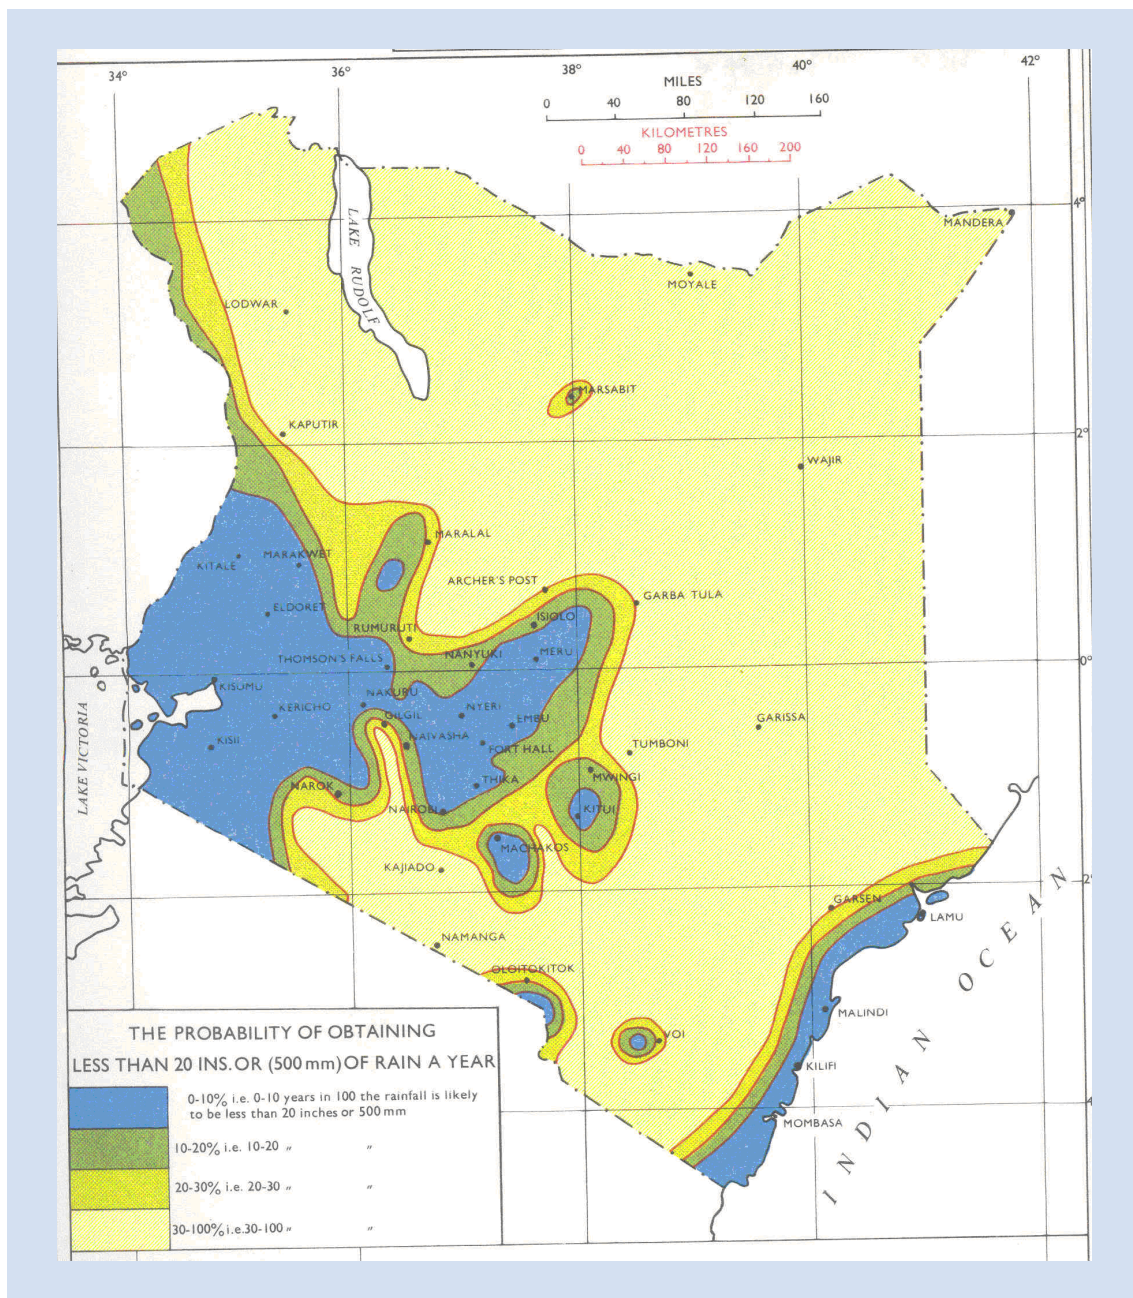 34°
36°
38°
40°
42°
MILES
0 40 80 120 160
KILOMETRES
0 40 80 120 160 200
4°
LAKE RUDOLF
MANDERA
MOYALE
LODWAR
MARSABIT
KAPUTIR
2°
WAJIR
MARALAL
KITALE
MARAKWET
ARCHER'S POST
GARBA TULA
ELDORET
ISIOLO
RUMURUTI
THOMSON'S FALLS
NANYUKI
MERU
0°
KISUMU
NAKURU
KERICHO
GILGIL
NYERI
EMBU
GARISSA
LAKE VICTORIA
KISII
NAIVASHA
FORT HALL
TUMBONI
THIKA
MWINGI
NAROK
NAIROBI
KITUI
MACHAKOS
KAJIADO
2°
GARSEN
LAMU
NAMANGA
OLOITOKITOK
INDIAN OCEAN
MALINDI
VOI
KILIFI
4
MOMBASA
THE PROBABILITY OF OBTAINING
LESS THAN 20 INS. OR (500 mm) OF RAIN A YEAR
0-10% i.e. 0-10 years in 100 the rainfall is likely
to be less than 20 inches or 500 mm
10-20% i.e. 10-20 " "
20-30% i.e. 20-30 " "
30-100% i.e. 30-100 " "